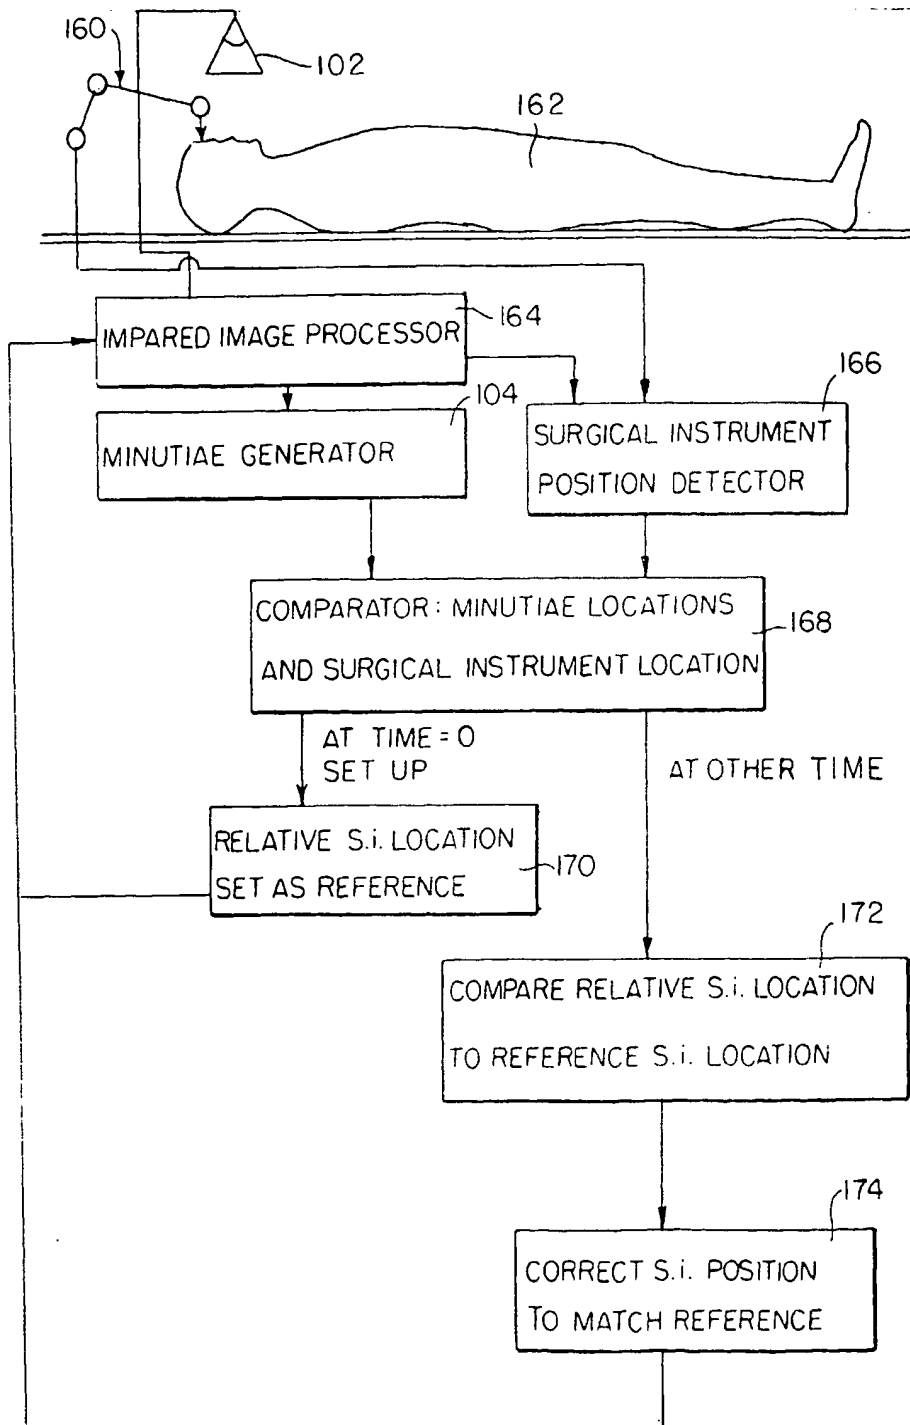 160
102
162
IMPARED IMAGE PROCESSOR
164
104
MINUTIAE GENERATOR
166
SURGICAL INSTRUMENT
POSITION DETECTOR
COMPARATOR: MINUTIAE LOCATIONS
AND SURGICAL INSTRUMENT LOCATION
168
AT TIME=0
SET UP
AT OTHER TIME
RELATIVE S.i. LOCATION
SET AS REFERENCE
170
172
COMPARE RELATIVE S.i. LOCATION
TO REFERENCE S.i. LOCATION
174
CORRECT S.i. POSITION
TO MATCH REFERENCE